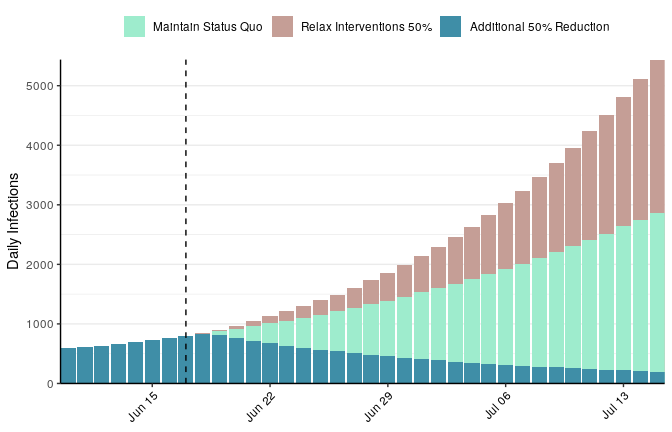 Maintain Status Quo Relax Interventions 50% Additional 50% Reduction
Daily Infections
5000
4000
3000
2000
1000
0
Jun 15 Jun 22 Jun 29 Jul 06 Jul 13